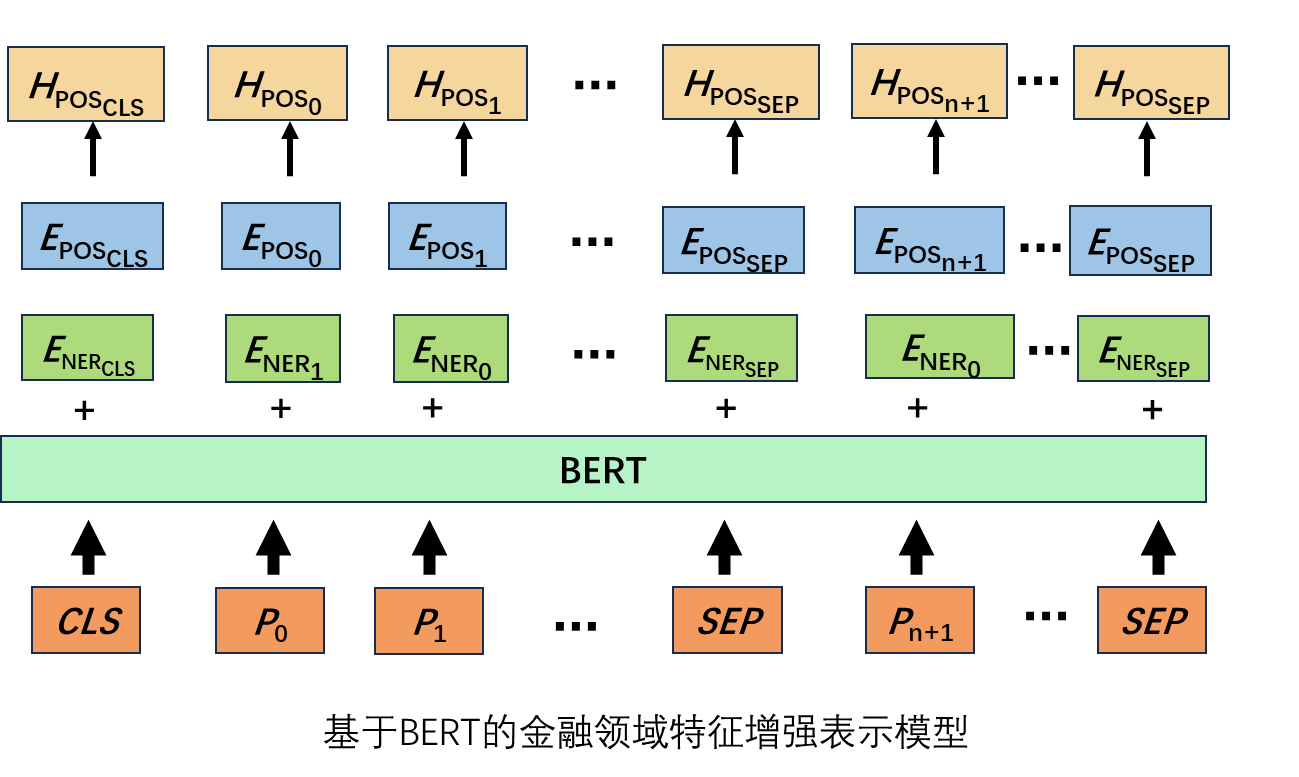 H_POS_CLS H_POS_0 H_POS_1 ... H_POS_SEP H_POS_n+1 ... H_POS_SEP
E_POS_CLS E_POS_0 E_POS_1 ... E_POS_SEP E_POS_n+1 ... E_POS_SEP
E_NER_CLS E_NER_1 E_NER_0 ... E_NER_SEP E_NER_0 ... E_NER_SEP
+ + + + + +
BERT
CLS P_0 P_1 ... SEP P_n+1 ... SEP
基于BERT的金融领域特征增强表示模型